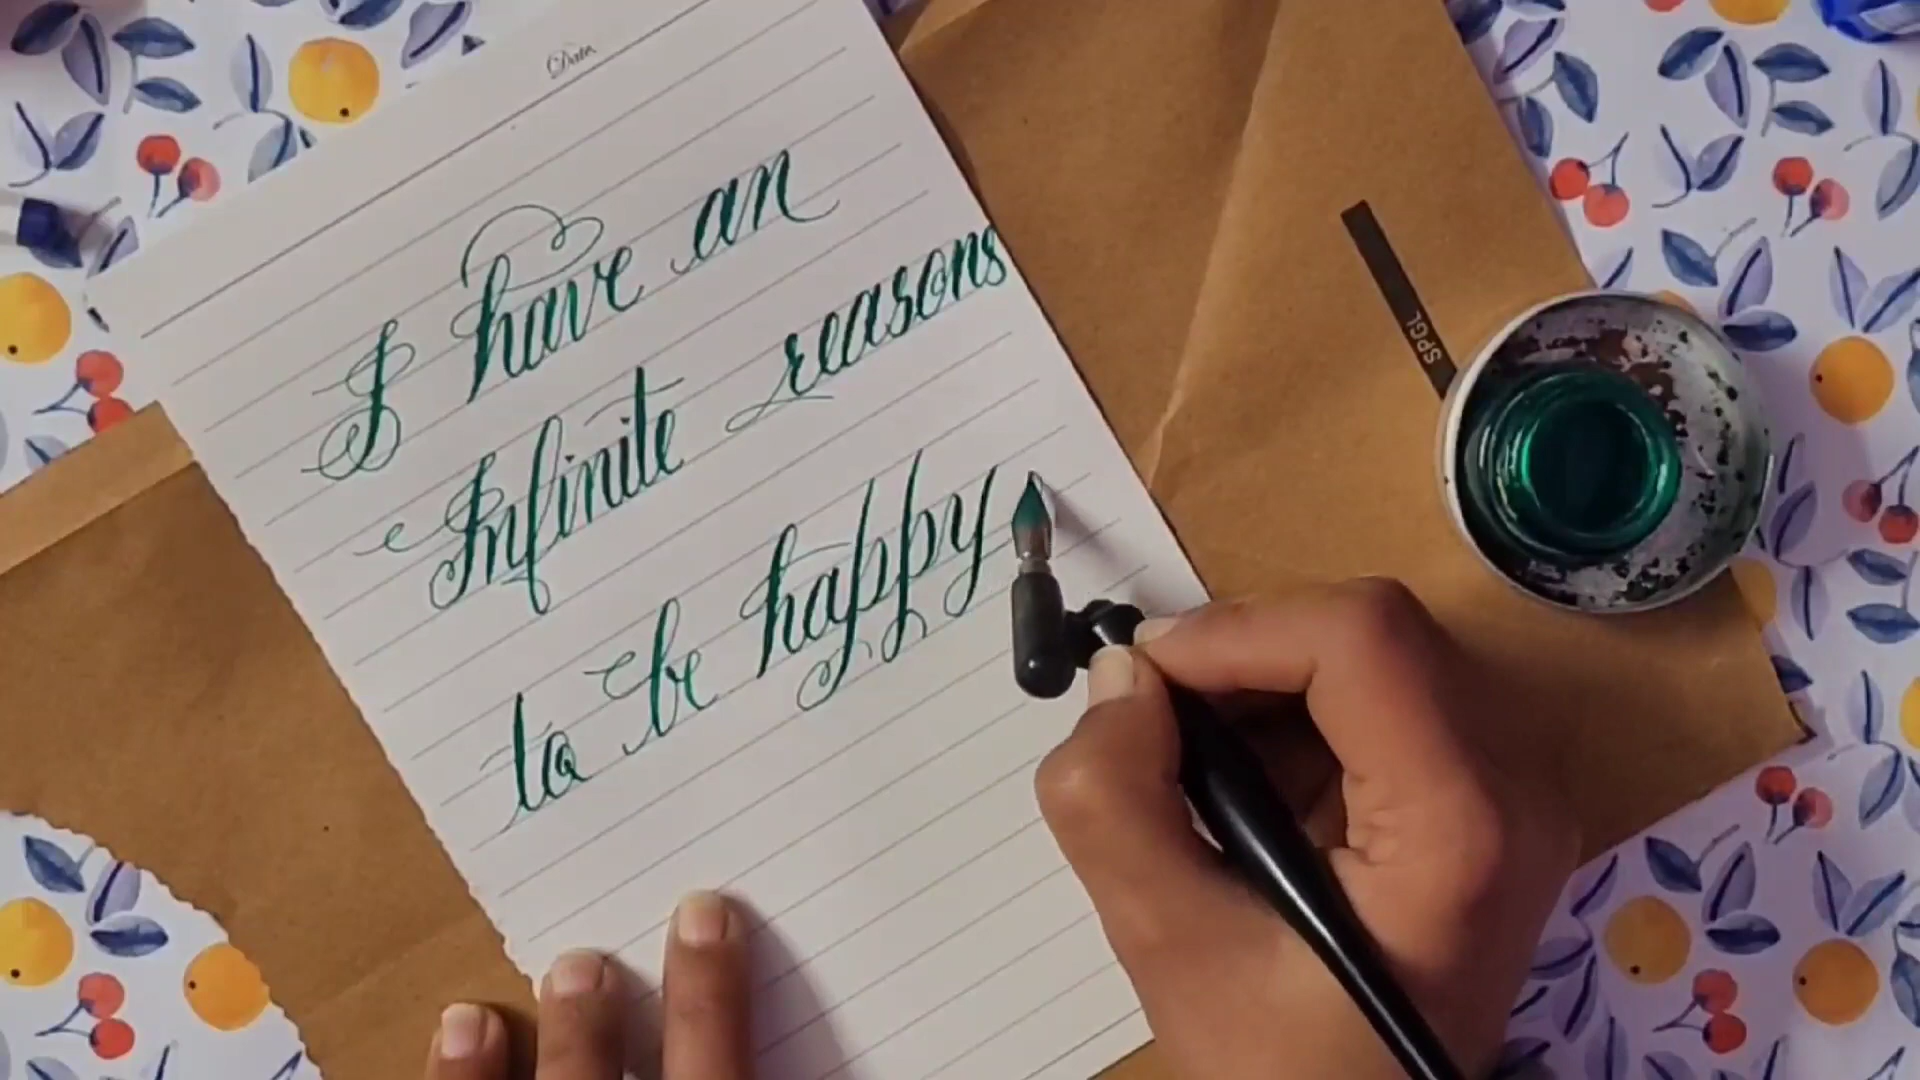 Date
I have an
Infinite reasons
to be happy
SPGL